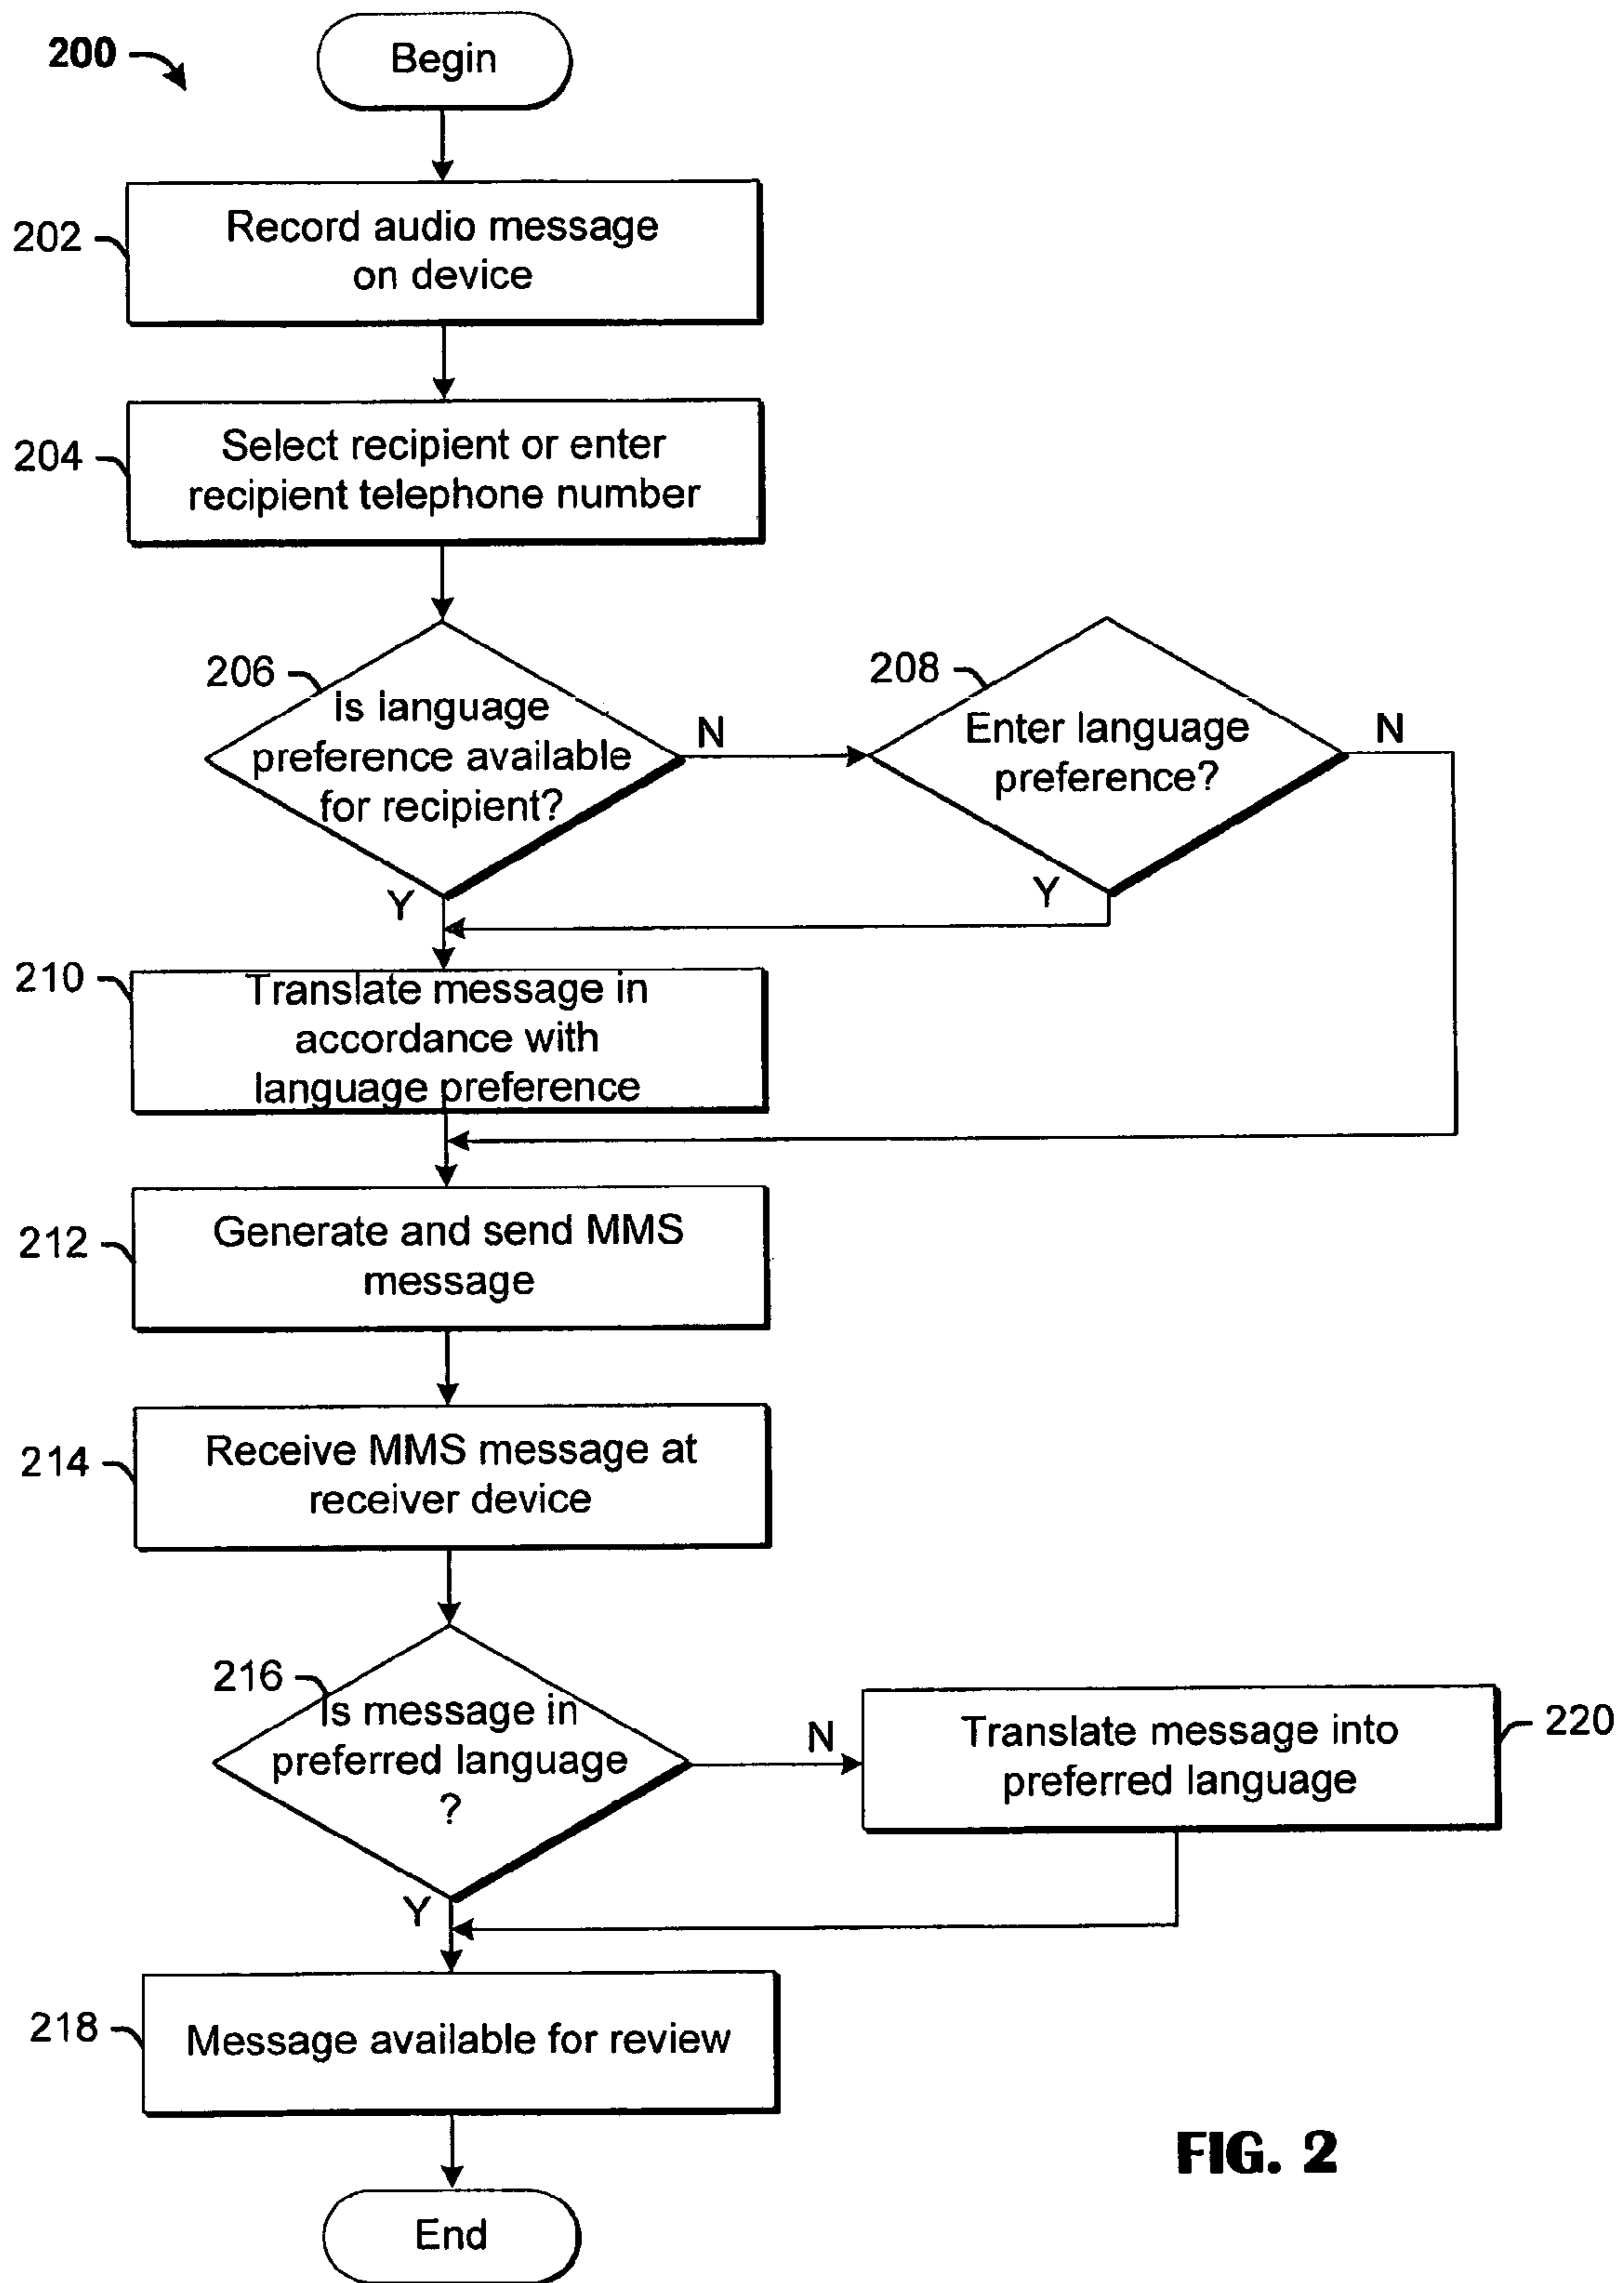 200
Begin
202
Record audio message
on device
204
Select recipient or enter
recipient telephone number
206
Is language
preference available
for recipient?
N
208
Enter language
preference?
N
Y
Y
210
Translate message in
accordance with
language preference
212
Generate and send MMS
message
214
Receive MMS message at
receiver device
216
Is message in
preferred language
?
N
Translate message into
preferred language
220
Y
218
Message available for review
End
FIG. 2